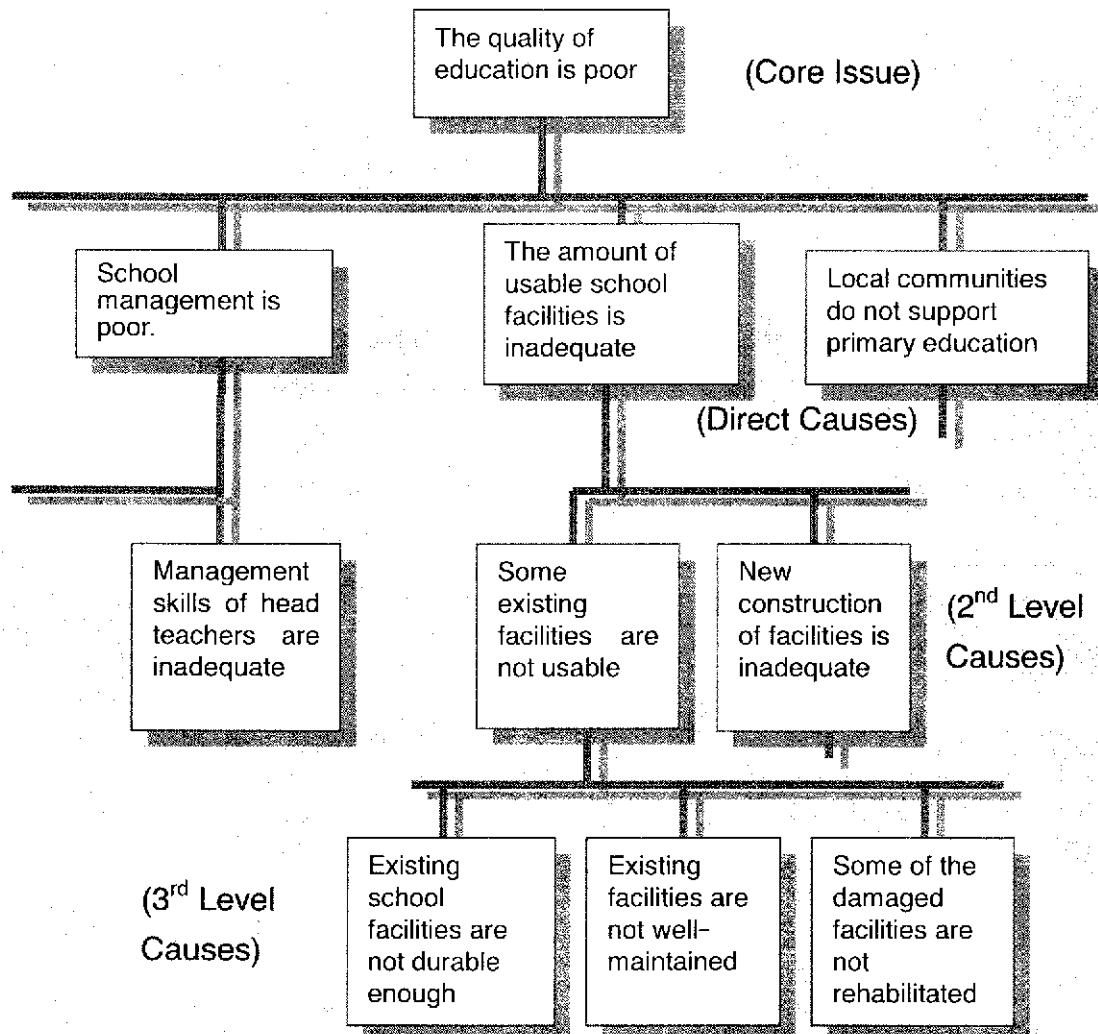 The quality of
education is poor
(Core Issue)
School
management is
poor.
The amount of
usable school
facilities is
inadequate
Local communities
do not support
primary education
(Direct Causes)
Management
skills of head
teachers are
inadequate
Some
existing
facilities are
not usable
New
construction
of facilities is
inadequate
(2nd Level
Causes)
(3rd Level
Causes)
Existing
school
facilities are
not durable
enough
Existing
facilities are
not well-
maintained
Some of the
damaged
facilities are
not
rehabilitated